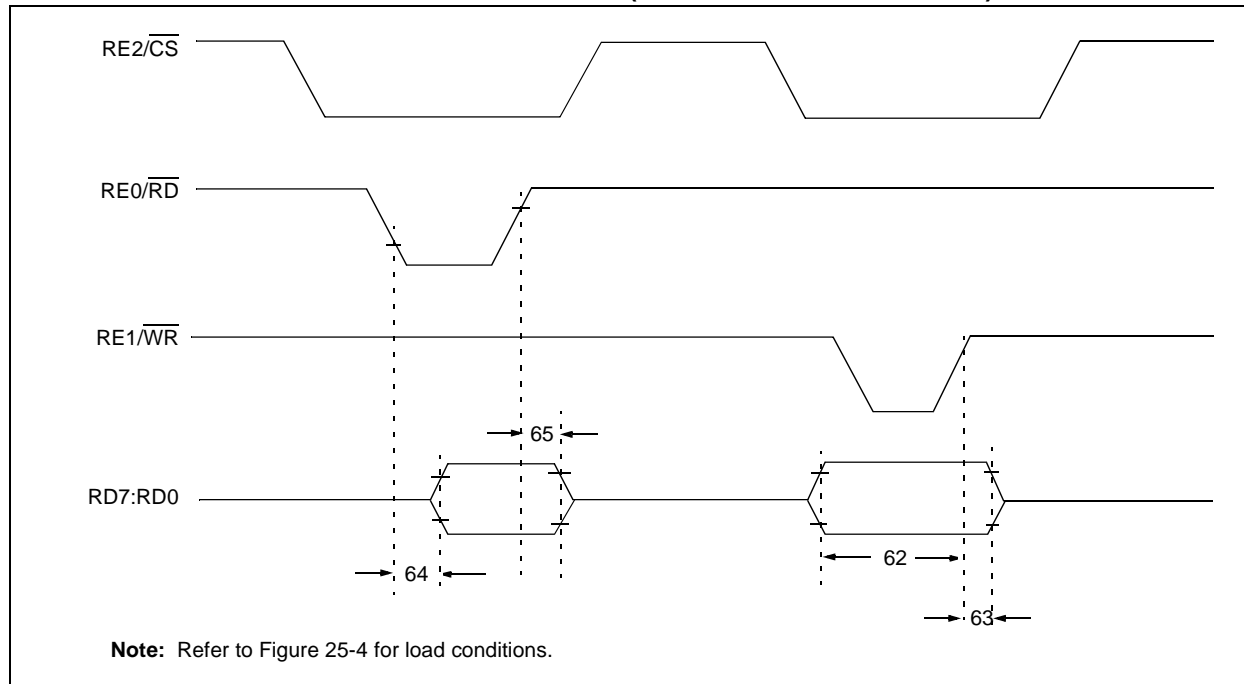 RE2/CS
RE0/RD
RE1/WR
65
RD7:RD0
62
64
63
Note: Refer to Figure 25-4 for load conditions.